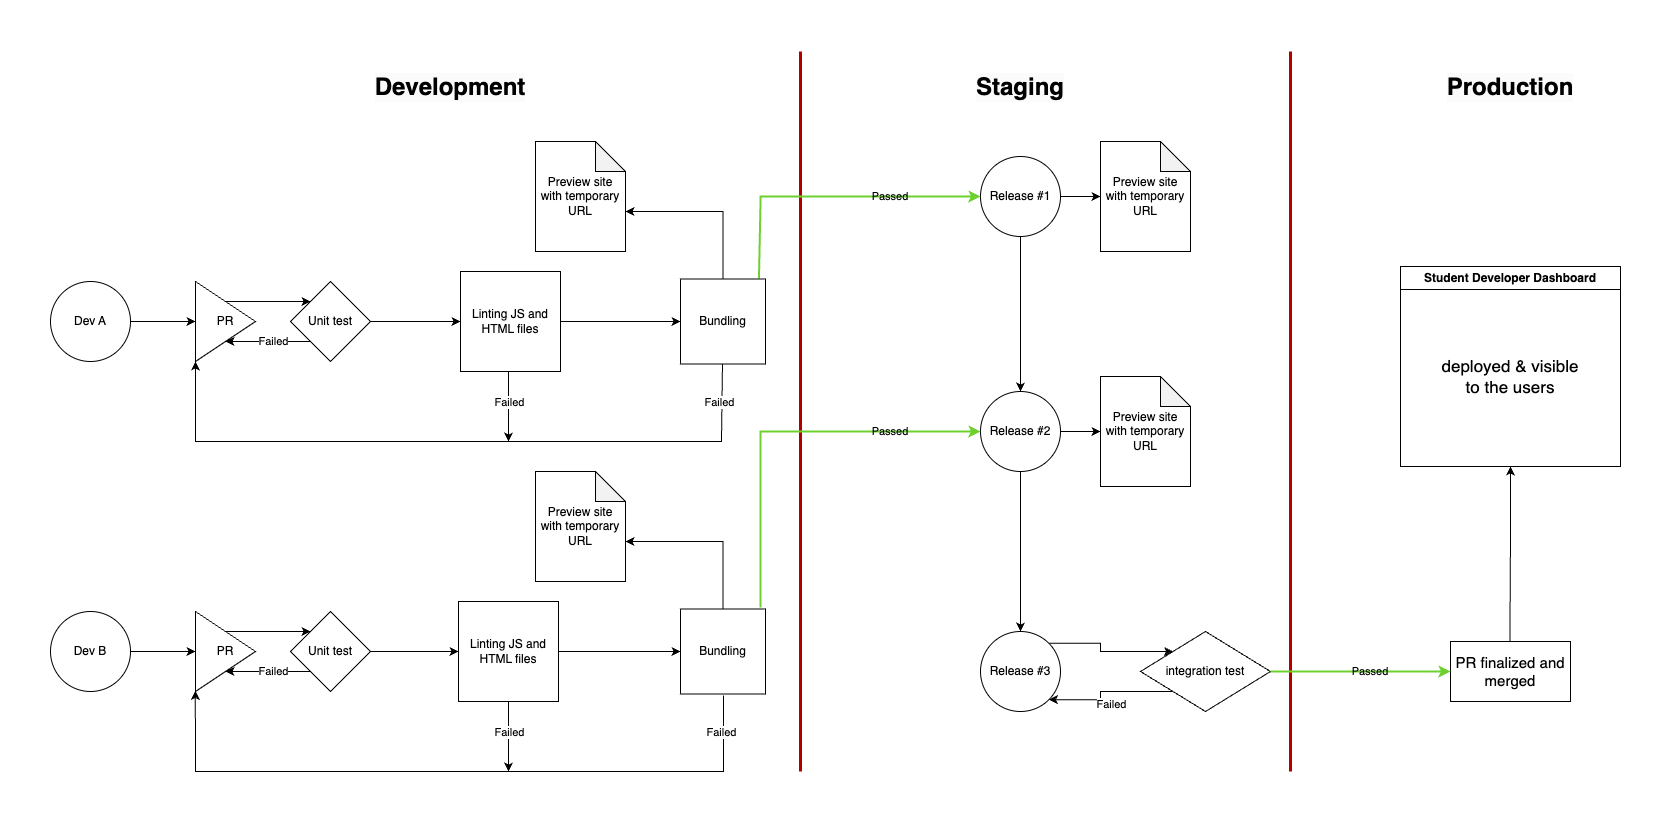 Development
Staging
Production
Preview site
with temporary
URL
Passed
Release #1
Preview site
with temporary
URL
Dev A
PR
Unit test
Failed
Linting JS and
HTML files
Bundling
Failed
Failed
Passed
Release #2
Preview site
with temporary
URL
Student Developer Dashboard
deployed & visible
to the users
Preview site
with temporary
URL
Dev B
PR
Unit test
Failed
Linting JS and
HTML files
Bundling
Failed
Failed
Release #3
integration test
Failed
Passed
PR finalized and
merged